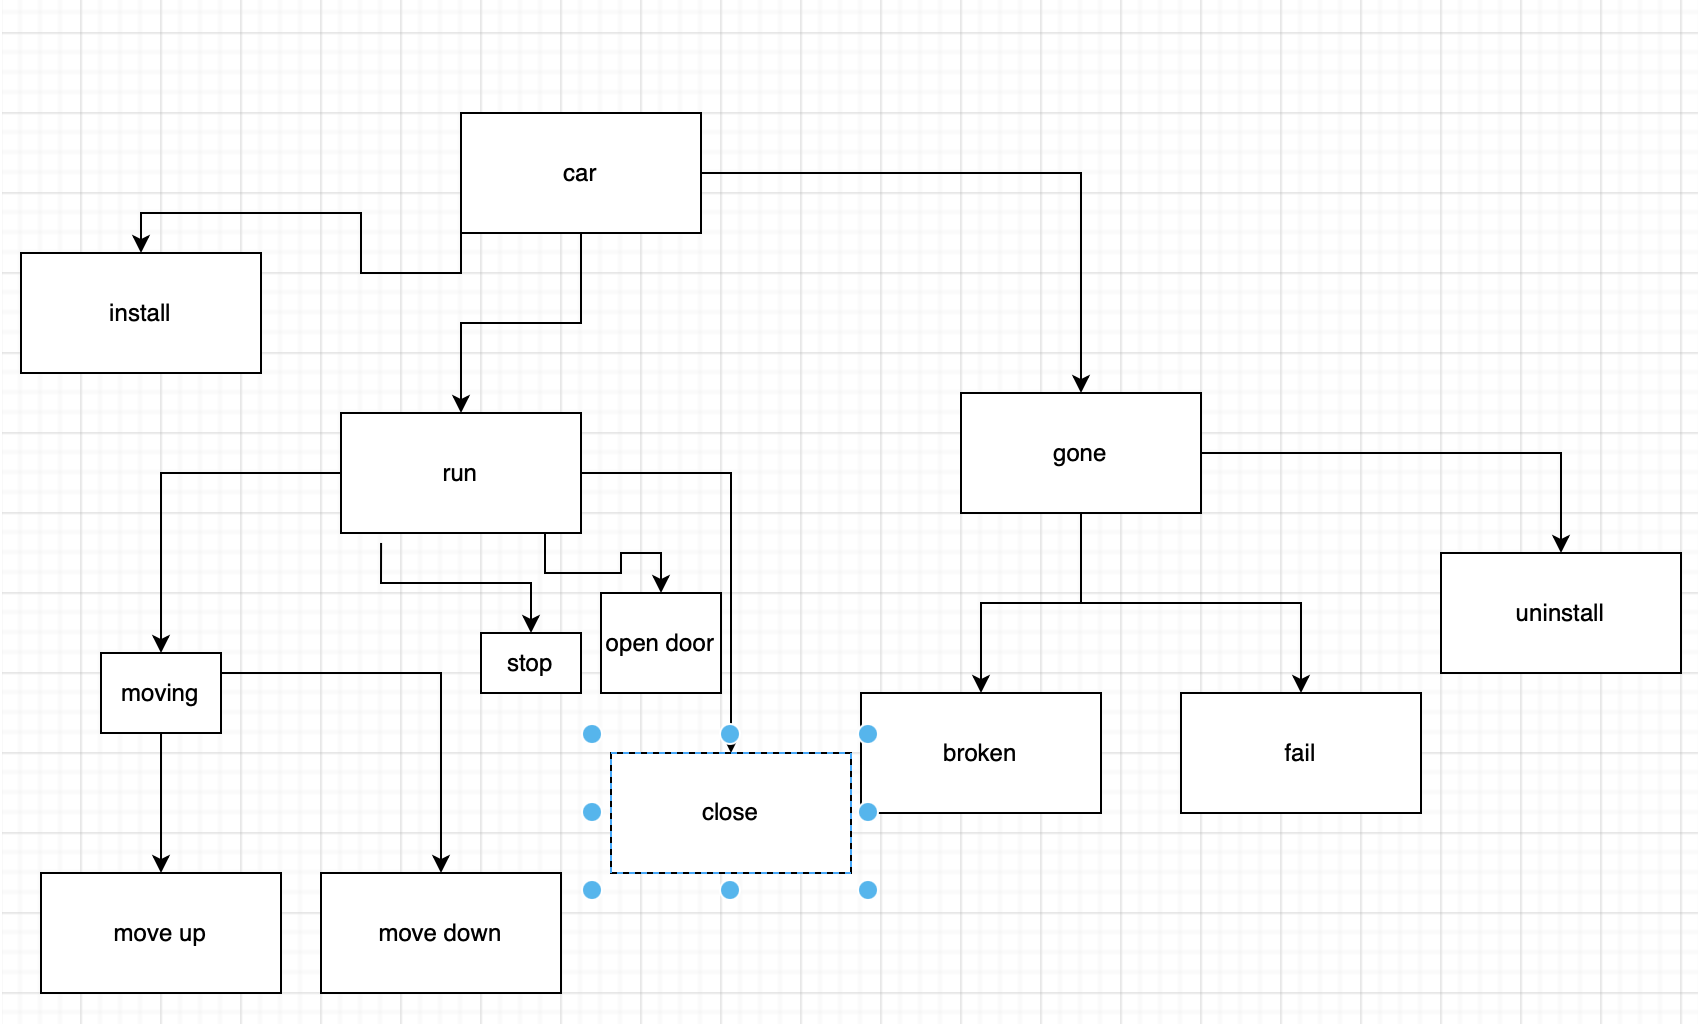 car
install
run
gone
uninstall
moving
stop
open door
broken
fail
close
move up
move down